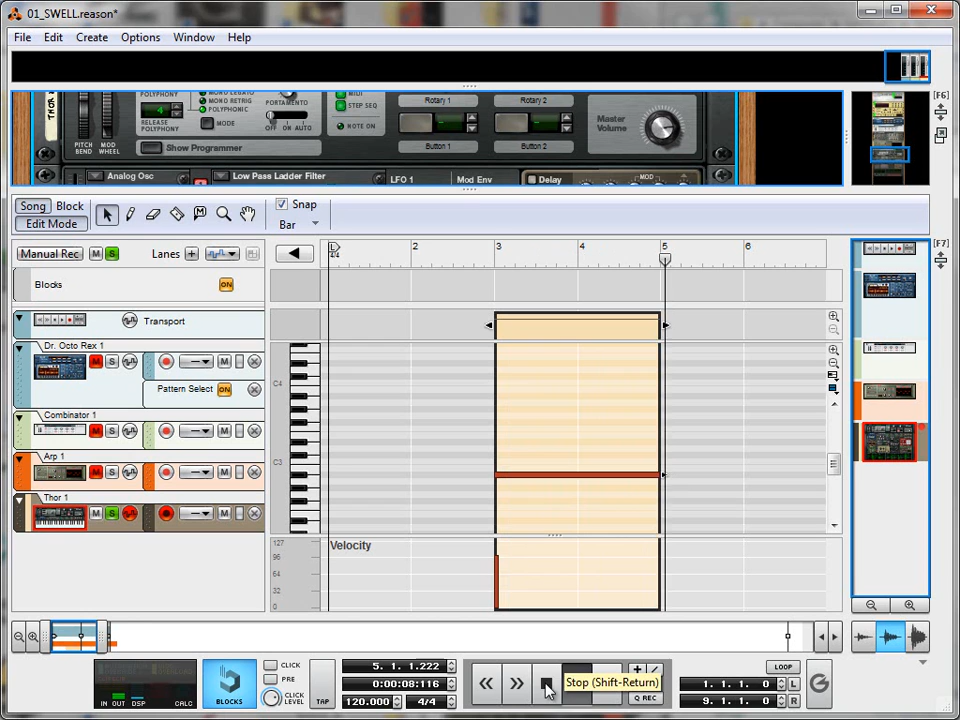 01_SWELL.reason*
File Edit Create Options Window Help
[F6]
THOR
POLYPHONY
4
RELEASE POLYPHONY
MONO LEGATO
MONO RETRIG
POLYPHONIC
MODE
PORTAMENTO
OFF ON AUTO
MIDI
STEP SEQ
NOTE ON
Rotary 1
Rotary 2
Button 1
Button 2
Master Volume
PITCH BEND
MOD WHEEL
Show Programmer
Analog Osc
Low Pass Ladder Filter
LFO 1
Mod Env
Delay
MOD
Song Block
Edit Mode
Snap
Bar
[F7]
Manual Rec M S Lanes
L 2 3 4 5 6
4/4
Blocks ON
Transport
Dr. Octo Rex 1
M S M
Pattern Select ON
Combinator 1
M S M
Arp 1
M S M
Thor 1
M S M
C4
C3
127
96
64
32
0
Velocity
IN OUT DSP CALC
BLOCKS
CLICK
PRE
CLICK LEVEL
TAP
5. 1. 1.222
0:00:08:116
120.000 4/4
Stop (Shift-Return)
Q REC
LOOP
1. 1. 1. 0 L
9. 1. 1. 0 R